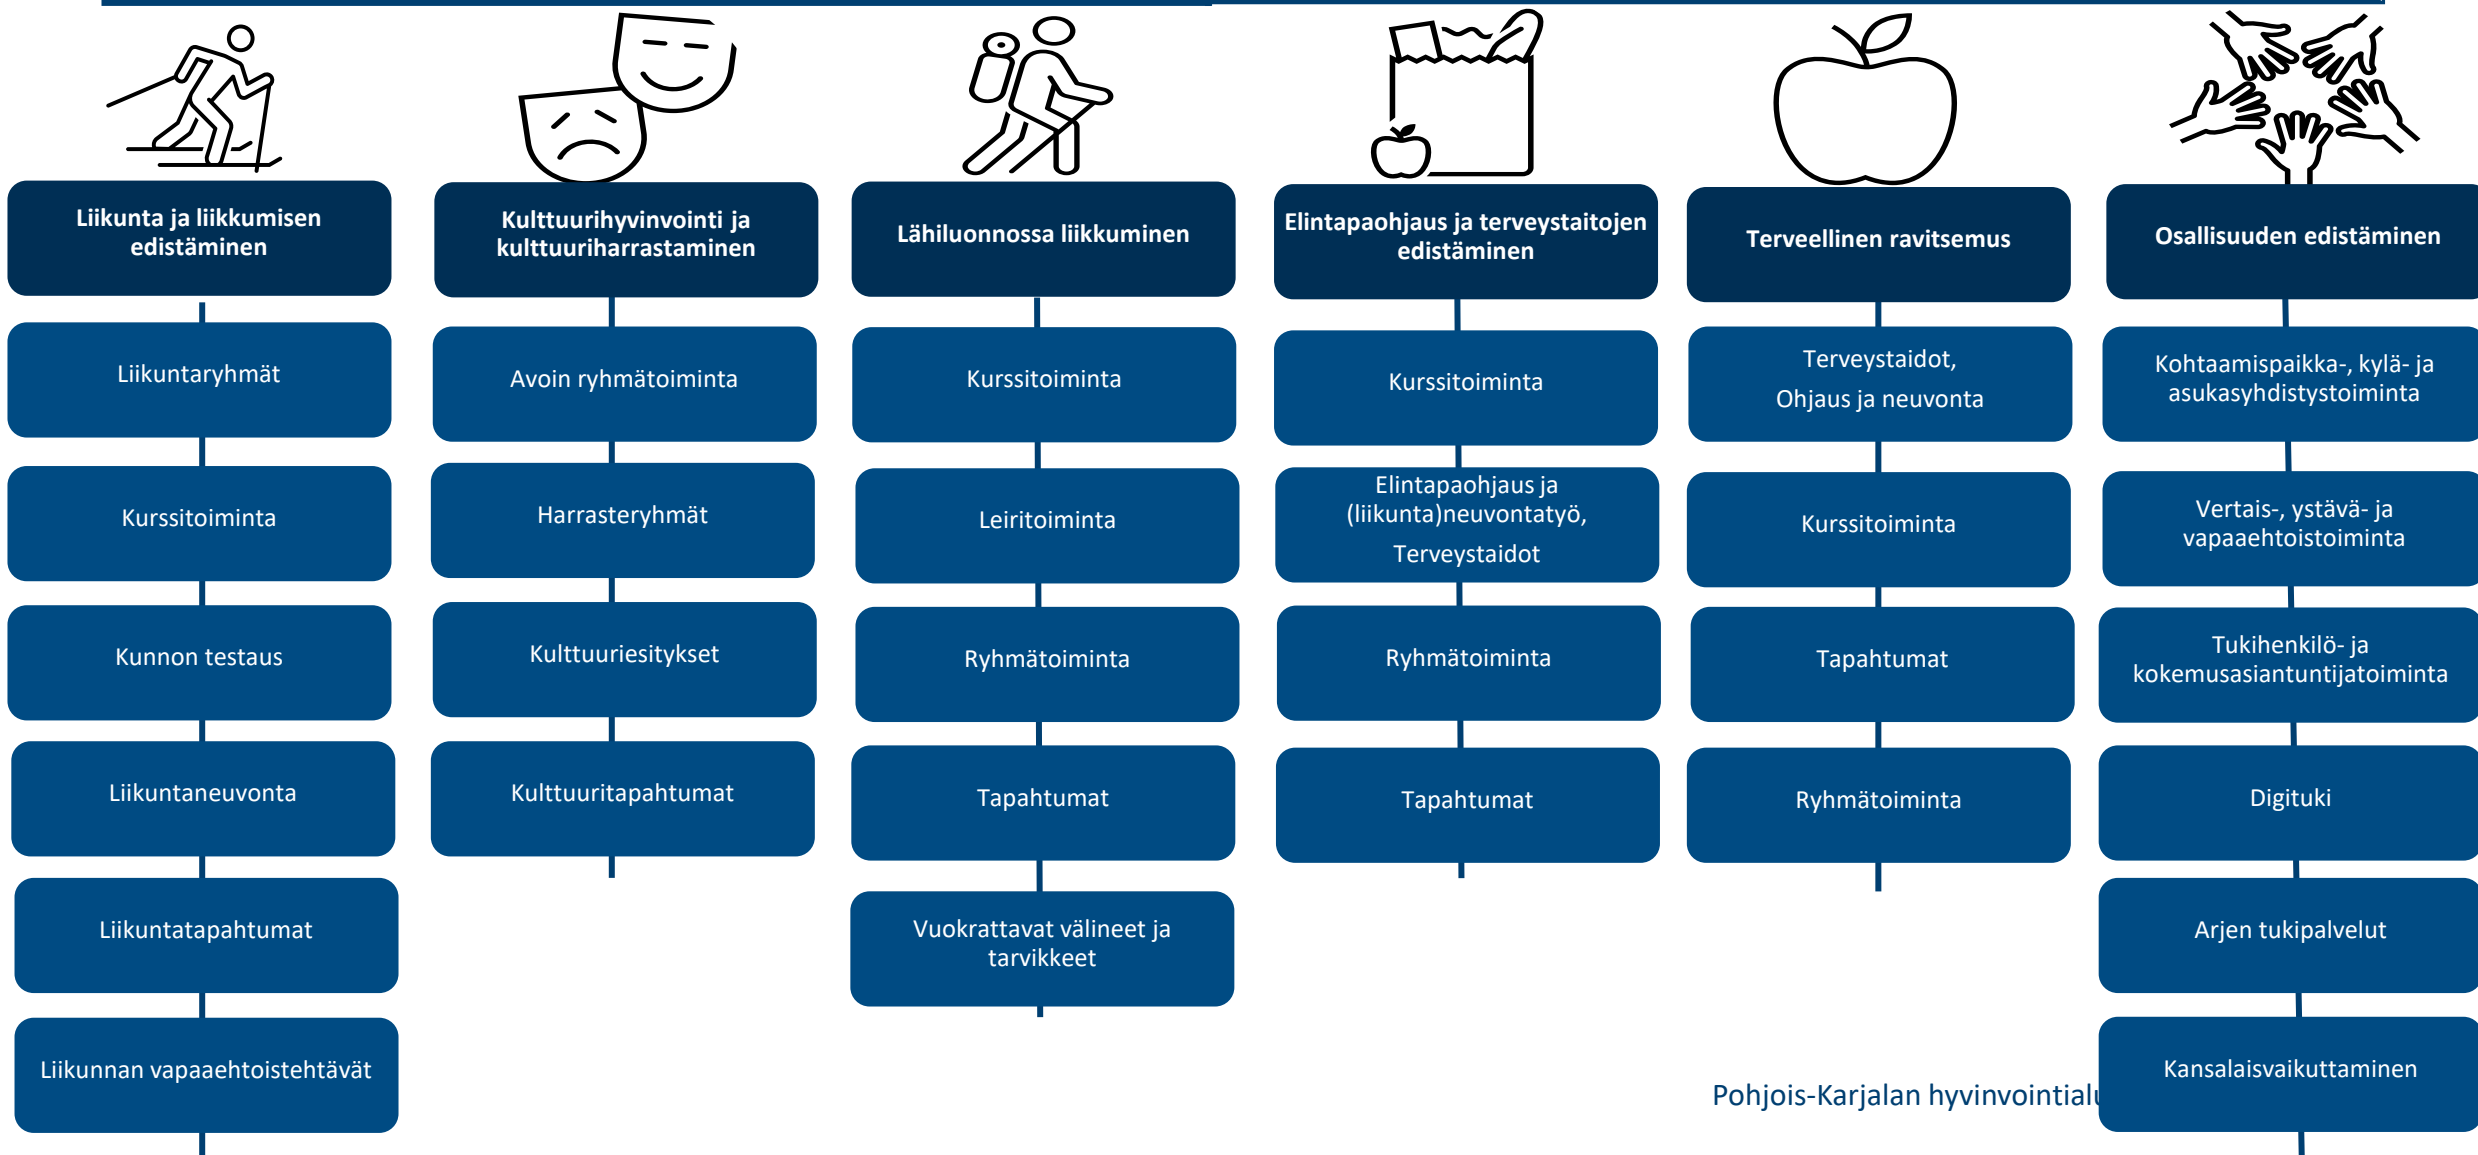 Liikunta ja liikkumisen
edistäminen
Liikuntaryhmät
Kurssitoiminta
Kunnon testaus
Liikuntaneuvonta
Liikuntatapahtumat
Liikunnan vapaaehtoistehtävät
Kulttuurihyvinvointi ja
kulttuuriharrastaminen
Avoin ryhmätoiminta
Harrasteryhmät
Kulttuuriesitykset
Kulttuuritapahtumat
Lähiluonnossa liikkuminen
Kurssitoiminta
Leiritoiminta
Ryhmätoiminta
Tapahtumat
Vuokrattavat välineet ja
tarvikkeet
Elintapaohjaus ja terveystaitojen
edistäminen
Kurssitoiminta
Elintapaohjaus ja
(liikunta)neuvontatyö,
Terveystaidot
Ryhmätoiminta
Tapahtumat
Terveellinen ravitsemus
Terveystaidot,
Ohjaus ja neuvonta
Kurssitoiminta
Tapahtumat
Ryhmätoiminta
Osallisuuden edistäminen
Kohtaamispaikka-, kylä- ja
asukasyhdistystoiminta
Vertais-, ystävä- ja
vapaaehtoistoiminta
Tukihenkilö- ja
kokemusasiantuntijatoiminta
Digituki
Arjen tukipalvelut
Kansalaisvaikuttaminen
Pohjois-Karjalan